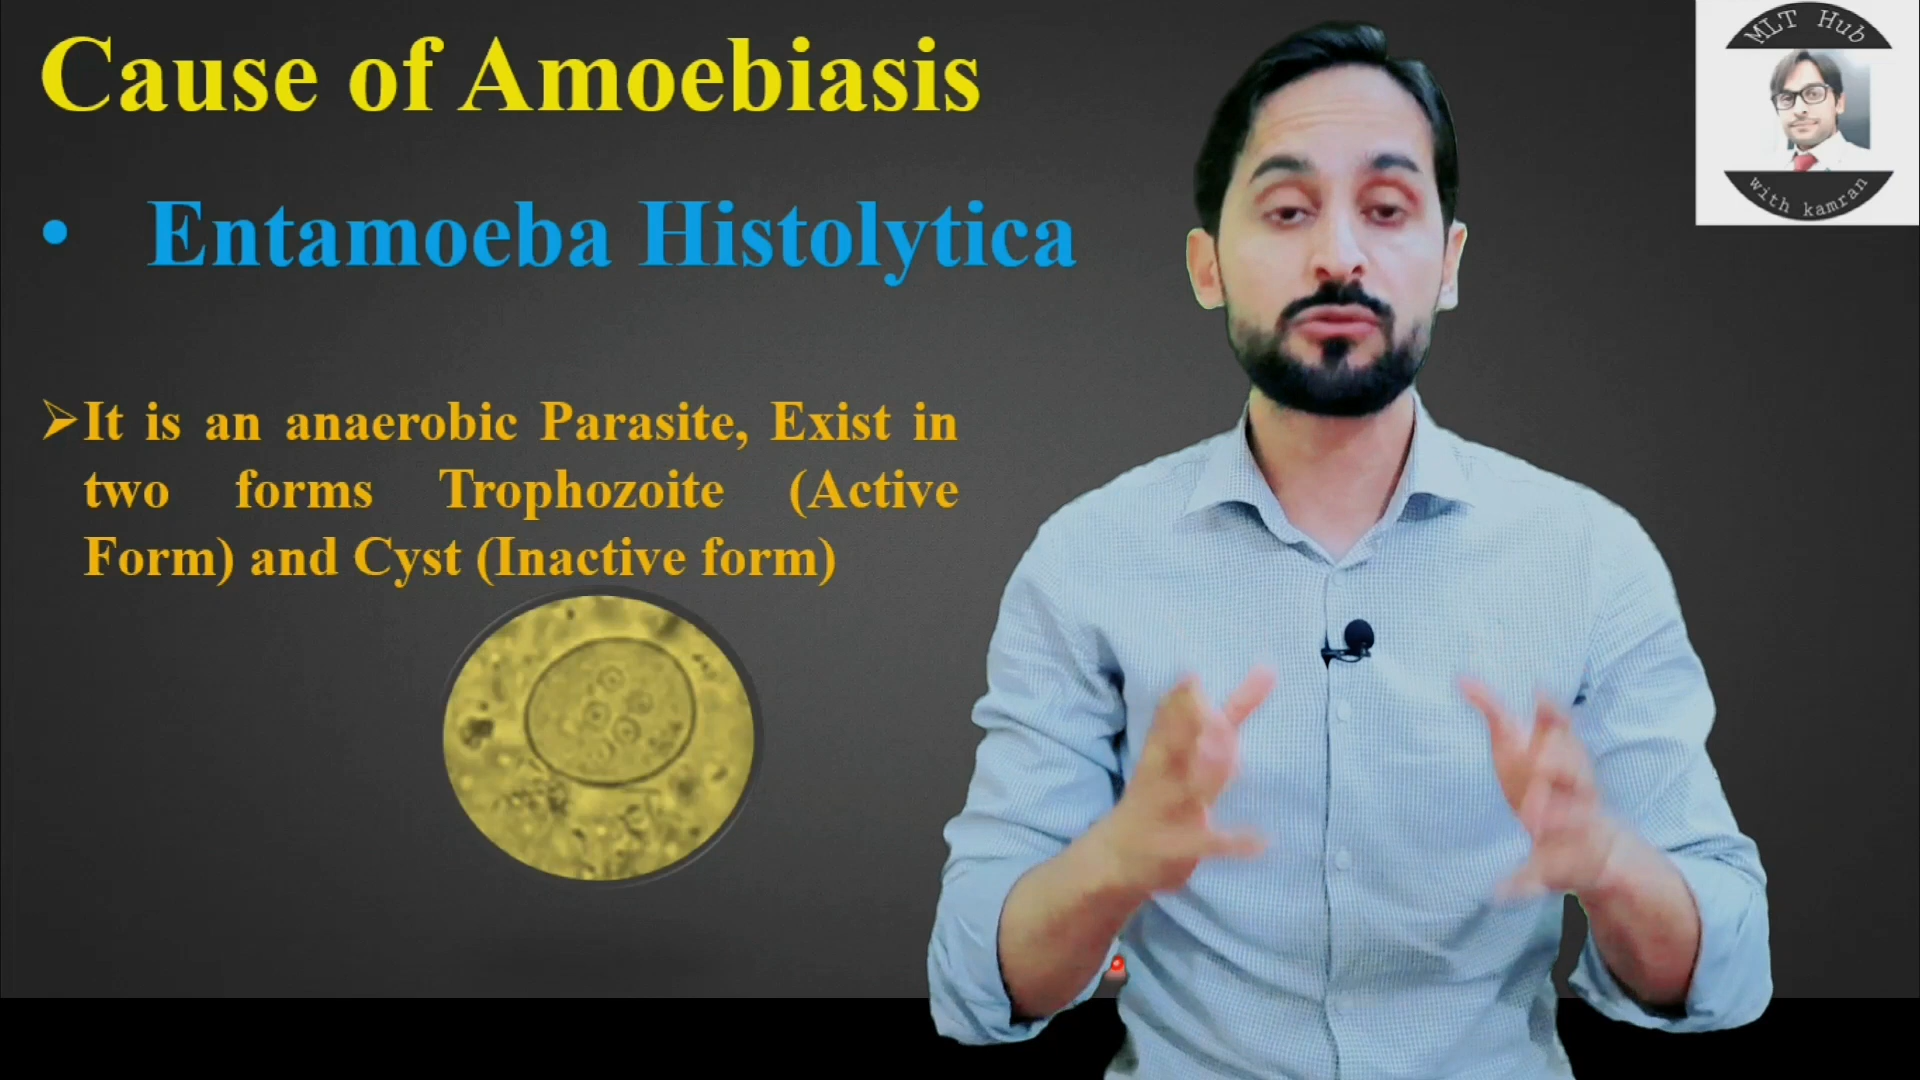 Cause of Amoebiasis
• Entamoeba Histolytica
➢It is an anaerobic Parasite, Exist in
two forms Trophozoite (Active
Form) and Cyst (Inactive form)
MLT Hub
with kamran